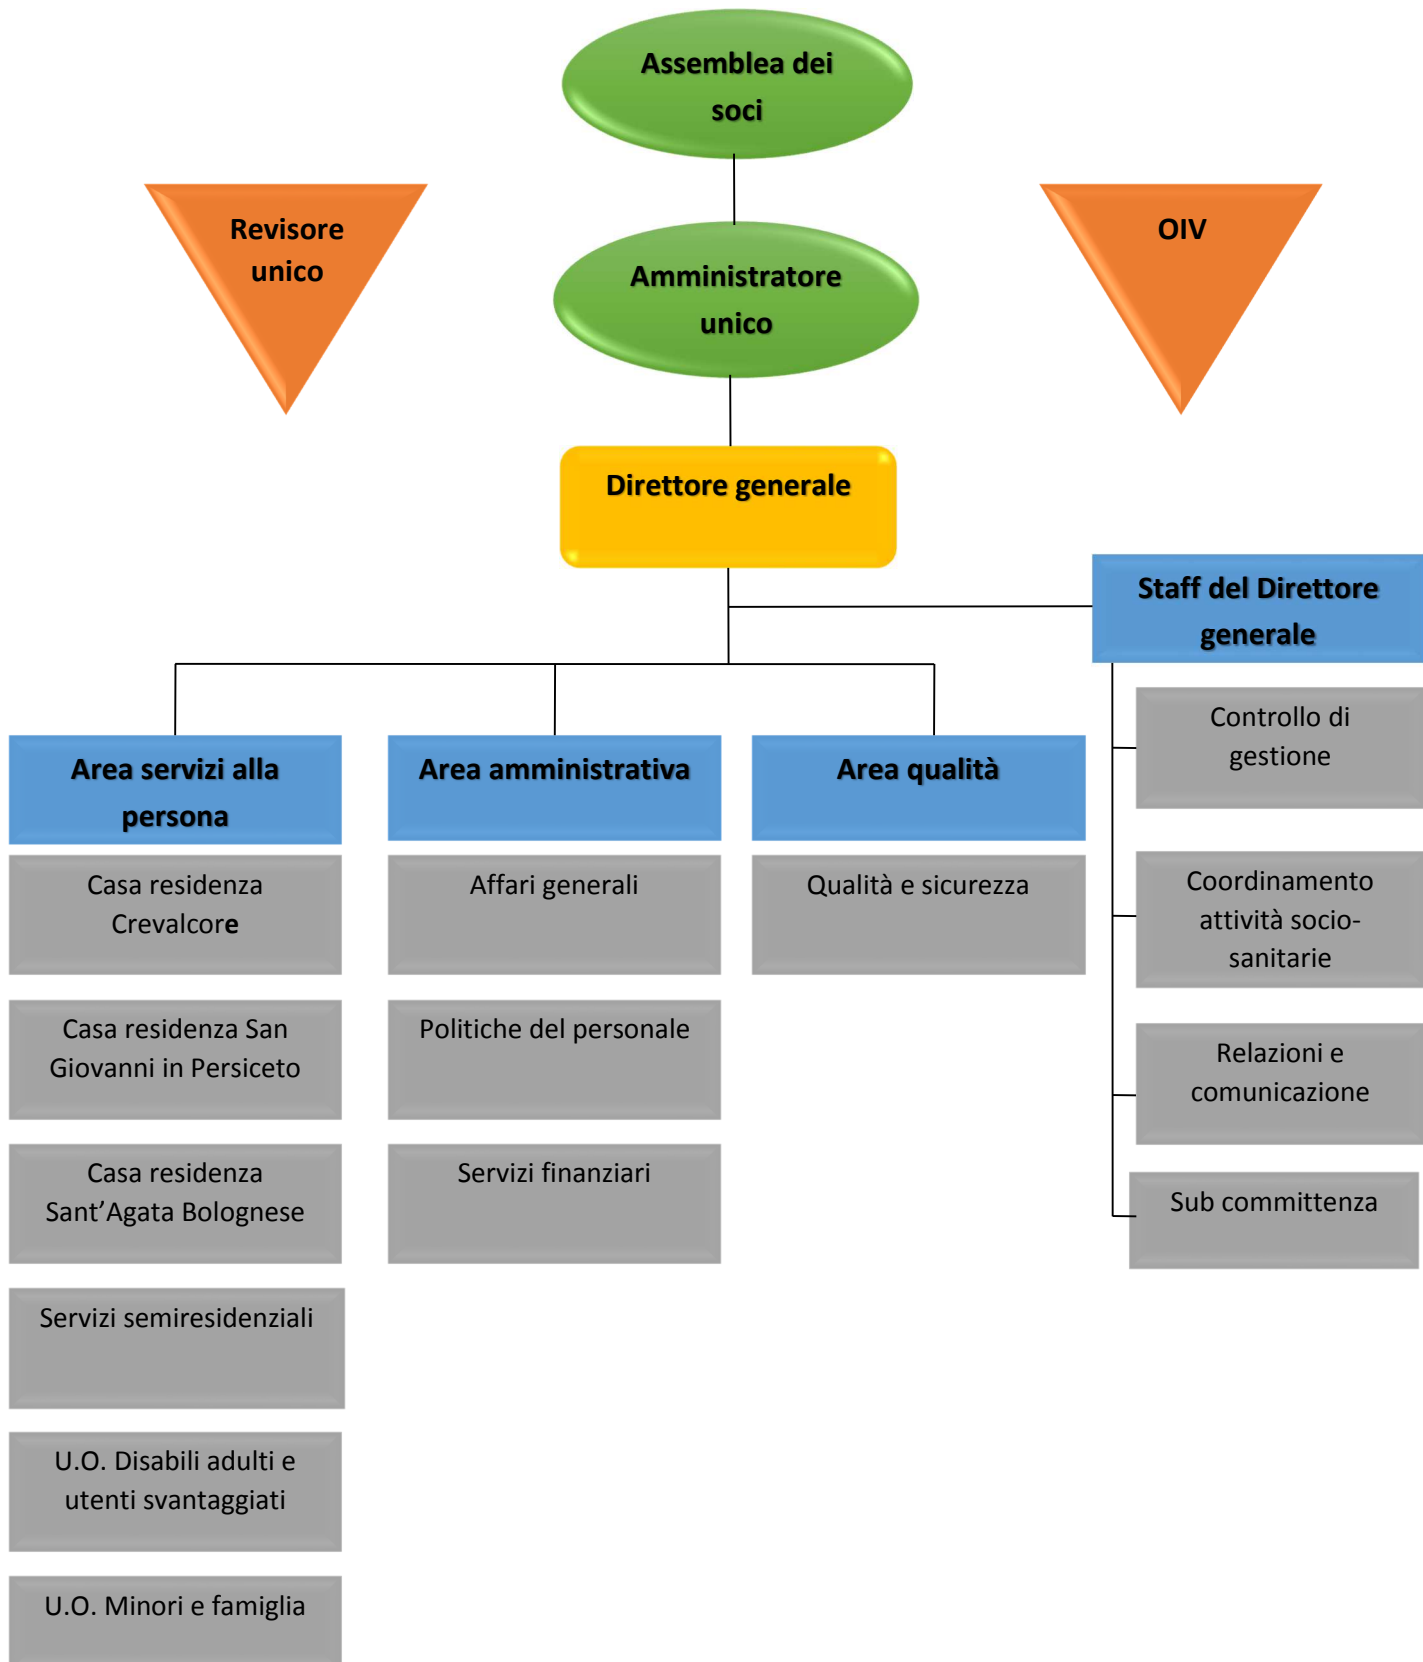 Assemblea dei
soci
Revisore
unico
OIV
Amministratore
unico
Direttore generale
Staff del Direttore
generale
Controllo di
gestione
Coordinamento
attività socio-
sanitarie
Relazioni e
comunicazione
Sub committenza
Area servizi alla
persona
Casa residenza
Crevalcore
Casa residenza San
Giovanni in Persiceto
Casa residenza
Sant’Agata Bolognese
Servizi semiresidenziali
U.O. Disabili adulti e
utenti svantaggiati
U.O. Minori e famiglia
Area amministrativa
Affari generali
Politiche del personale
Servizi finanziari
Area qualità
Qualità e sicurezza